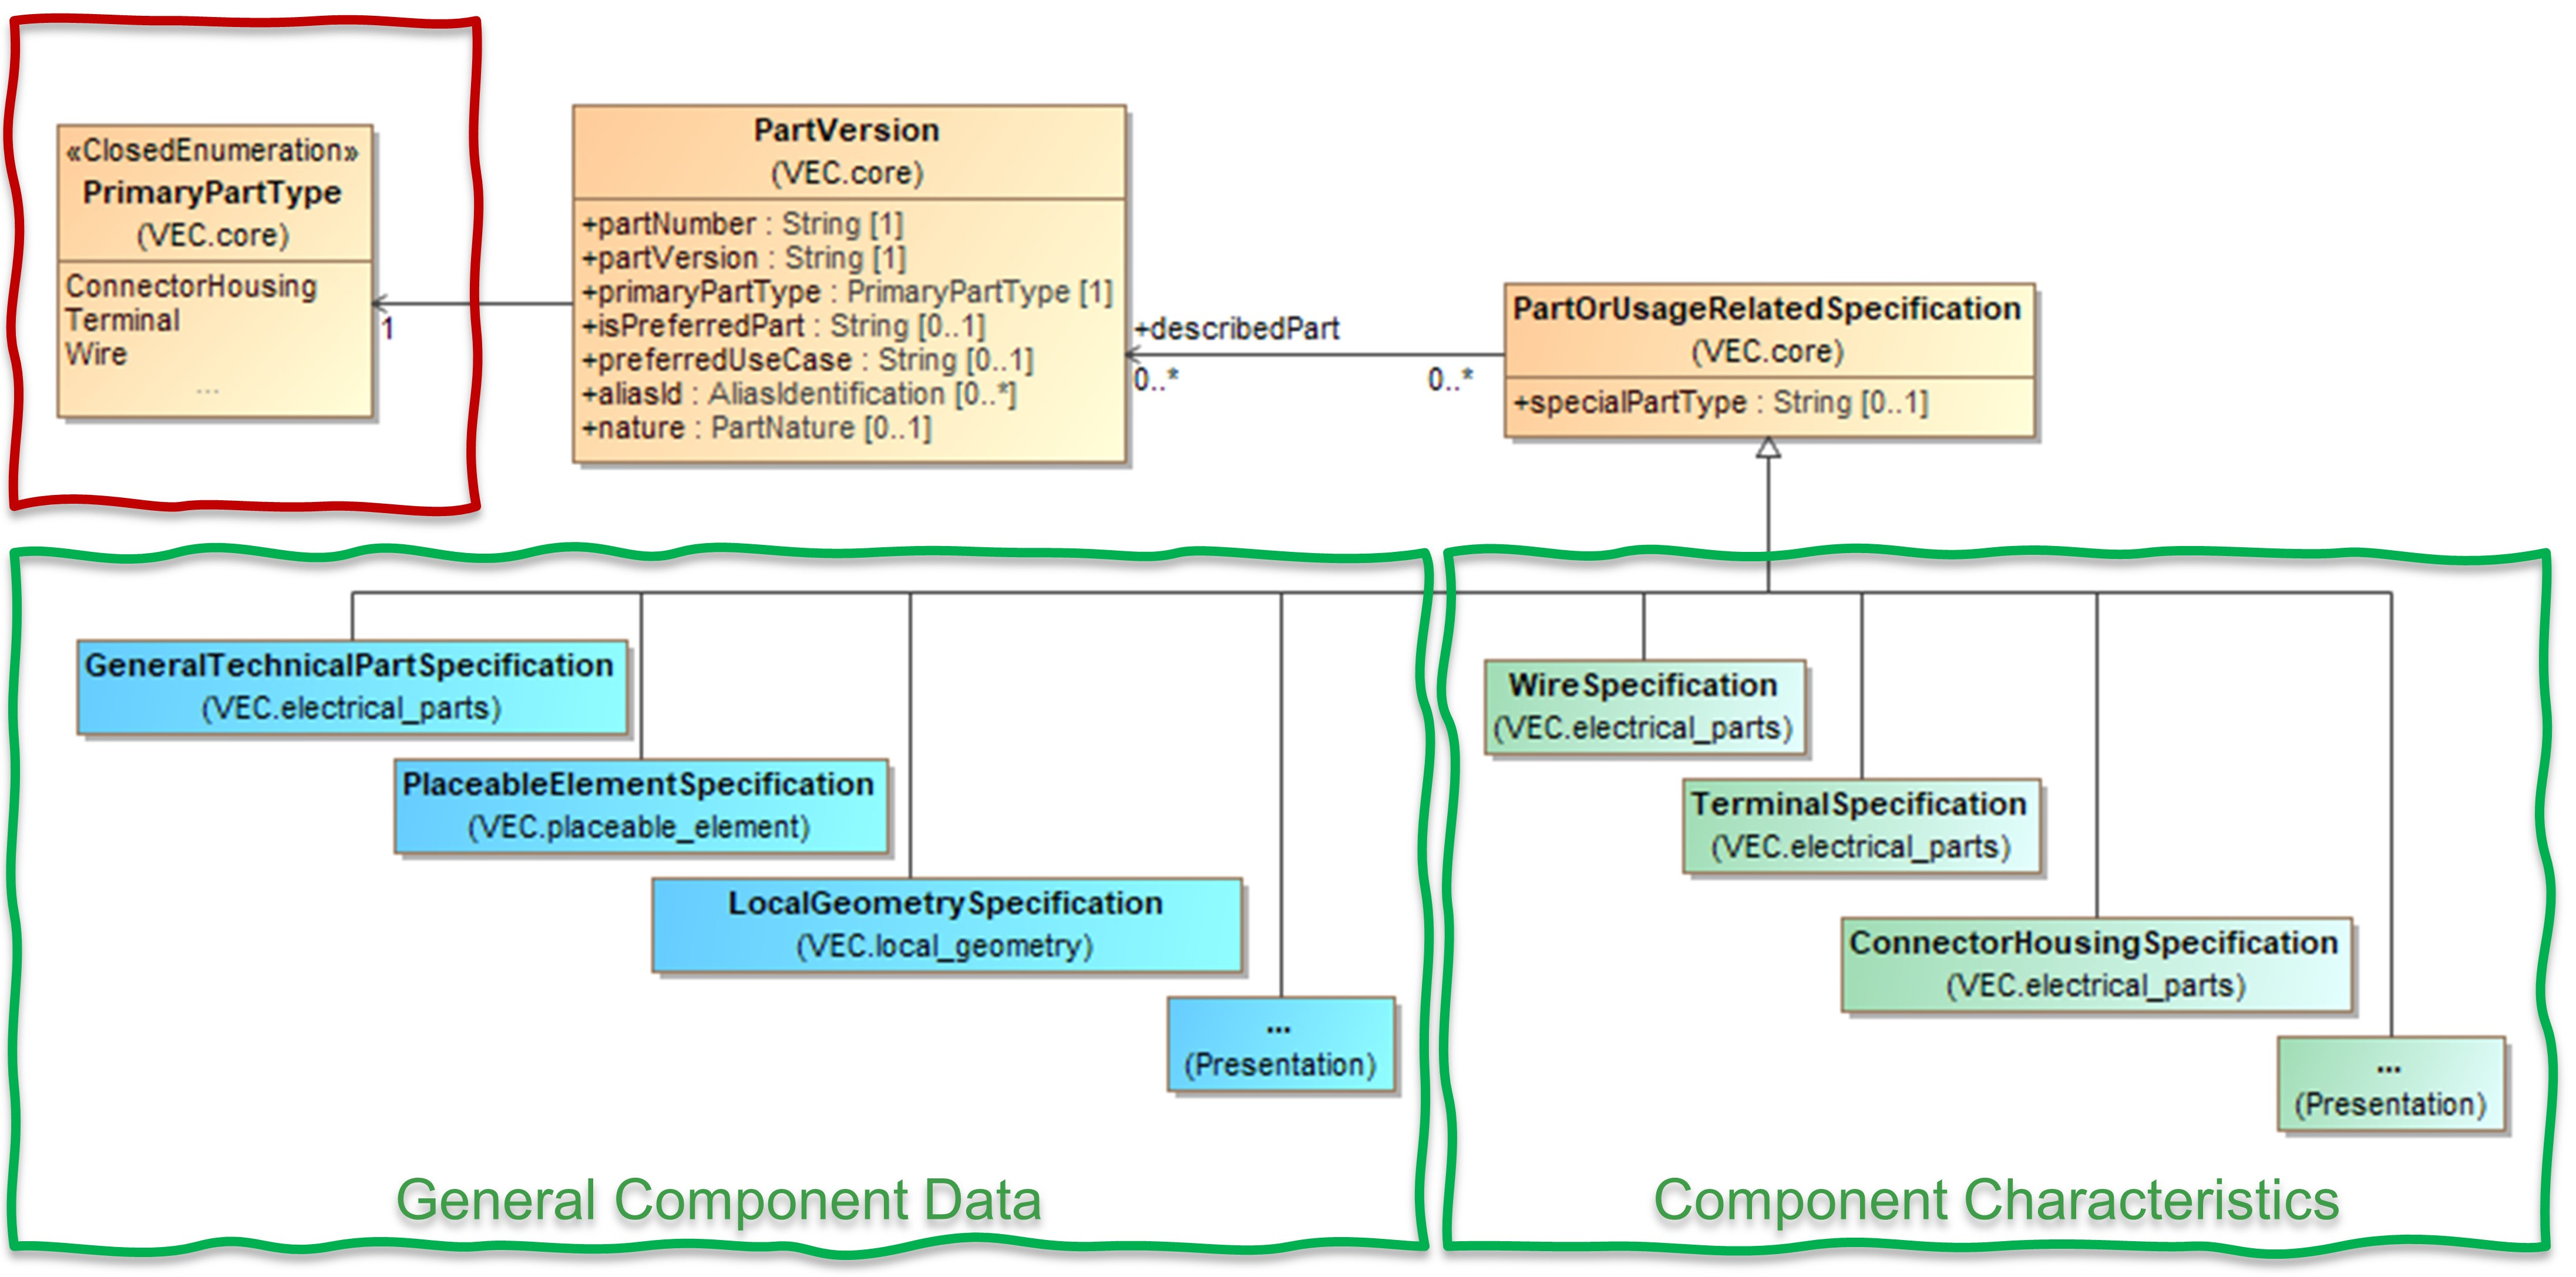 «ClosedEnumeration»
PrimaryPartType
(VEC.core)
ConnectorHousing
Terminal
Wire
...
1
PartVersion
(VEC.core)
+partNumber : String [1]
+partVersion : String [1]
+primaryPartType : PrimaryPartType [1]
+isPreferredPart : String [0..1]
+preferredUseCase : String [0..1]
+aliasId : AliasIdentification [0..*]
+nature : PartNature [0..1]
+describedPart
0..*
0..*
PartOrUsageRelatedSpecification
(VEC.core)
+specialPartType : String [0..1]
GeneralTechnicalPartSpecification
(VEC.electrical_parts)
PlaceableElementSpecification
(VEC.placeable_element)
LocalGeometrySpecification
(VEC.local_geometry)
...
(Presentation)
General Component Data
WireSpecification
(VEC.electrical_parts)
TerminalSpecification
(VEC.electrical_parts)
ConnectorHousingSpecification
(VEC.electrical_parts)
...
(Presentation)
Component Characteristics